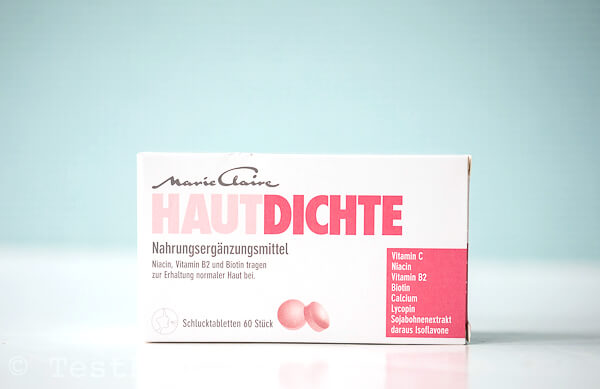 Marie Claire
HAUTDICHTE
Nahrungsergänzungsmittel
Niacin, Vitamin B2 und Biotin tragen
zur Erhaltung normaler Haut bei.
Schlucktabletten 60 Stück
Vitamin C
Niacin
Vitamin B2
Biotin
Calcium
Lycopin
Sojabohnenextrakt
daraus Isoflavone